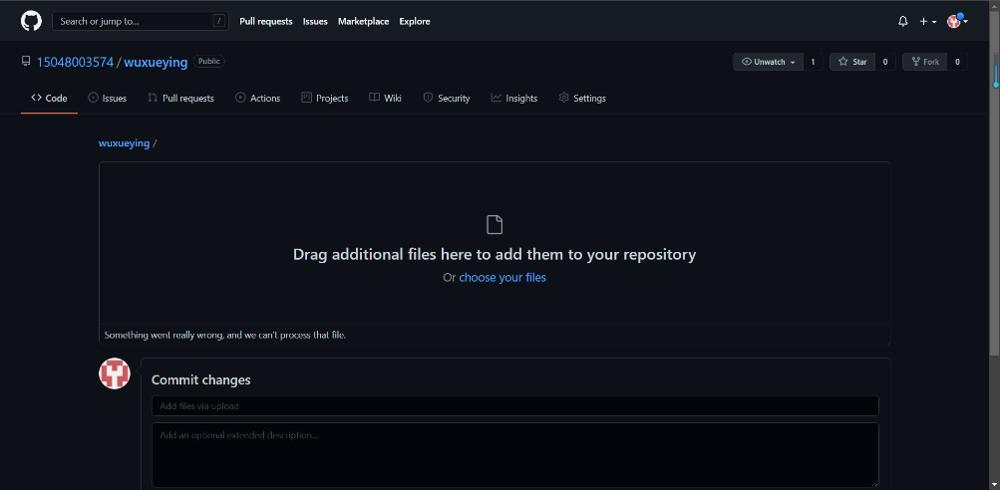 Search or jump to... /
Pull requests Issues Marketplace Explore
15048003574 / wuxueying Public
Unwatch 1 Star 0 Fork 0
Code Issues Pull requests Actions Projects Wiki Security Insights Settings
wuxueying /
Drag additional files here to add them to your repository
Or choose your files
Something went really wrong, and we can't process that file.
Commit changes
Add files via upload
Add an optional extended description...